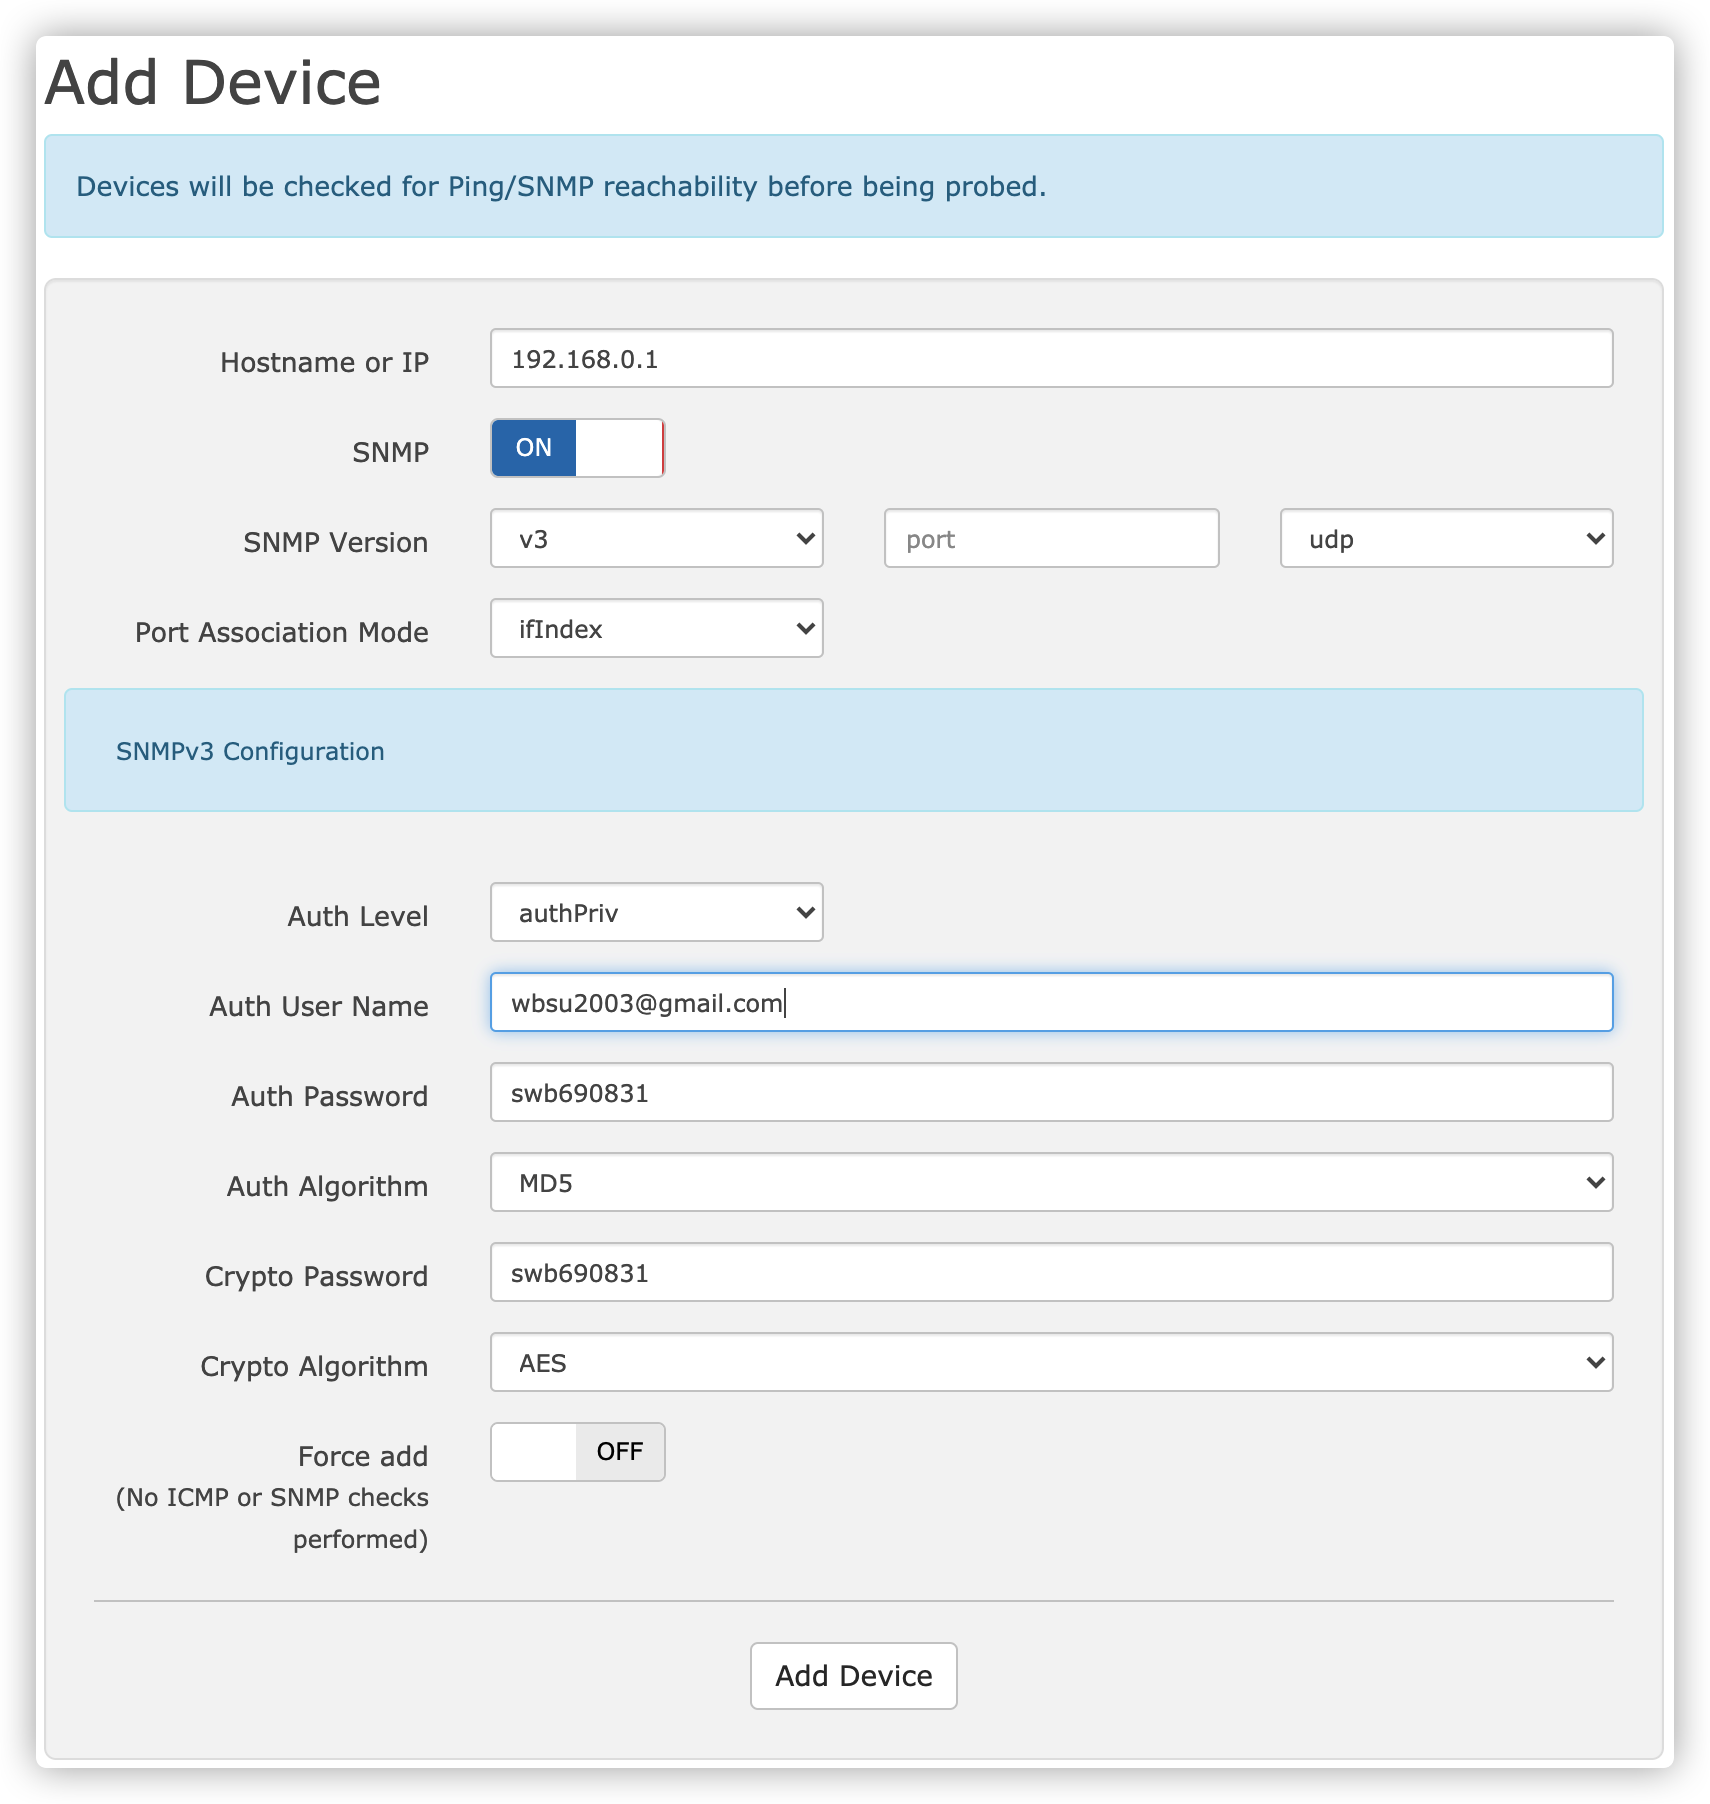 Add Device
Devices will be checked for Ping/SNMP reachability before being probed.
Hostname or IP 192.168.0.1
SNMP ON
SNMP Version v3 port udp
Port Association Mode ifIndex
SNMPv3 Configuration
Auth Level authPriv
Auth User Name wbsu2003@gmail.com
Auth Password swb690831
Auth Algorithm MD5
Crypto Password swb690831
Crypto Algorithm AES
Force add OFF
(No ICMP or SNMP checks
performed)
Add Device